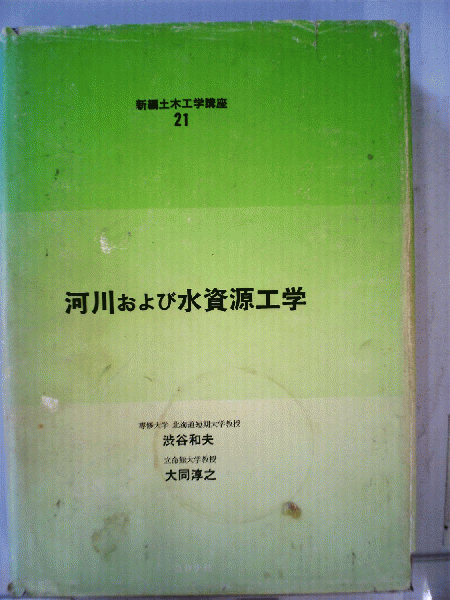 新編土木工学講座
21
河川および水資源工学
専修大学 北海道短期大学教授
渋谷和夫
立命館大学教授
大同淳之